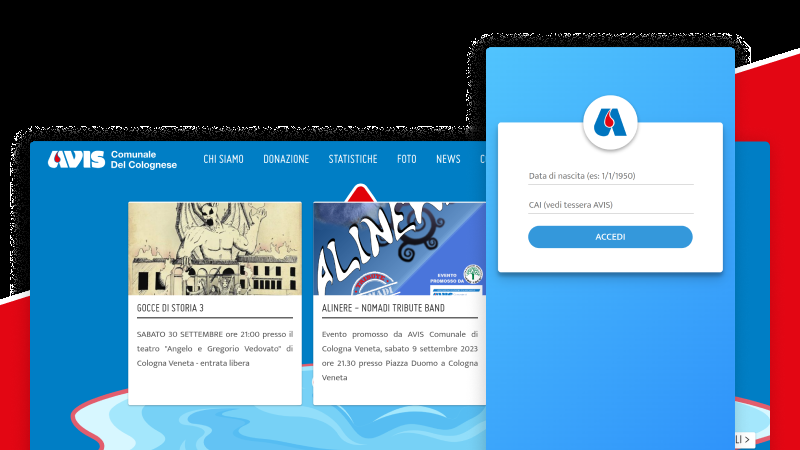 AVIS Comunale
Del Colognese
CHI SIAMO DONAZIONE STATISTICHE FOTO NEWS
ALINER
EVENTO
PROMOSSO DA
GOCCE DI STORIA 3
SABATO 30 SETTEMBRE ore 21:00 presso il
teatro "Angelo e Gregorio Vedovato" di
Cologna Veneta - entrata libera
ALINERE – NOMADI TRIBUTE BAND
Evento promosso da AVIS Comunale di
Cologna Veneta, sabato 9 settembre 2023
ore 21.30 presso Piazza Duomo a Cologna
Veneta
Data di nascita (es: 1/1/1950)
CAI (vedi tessera AVIS)
ACCEDI
LI >